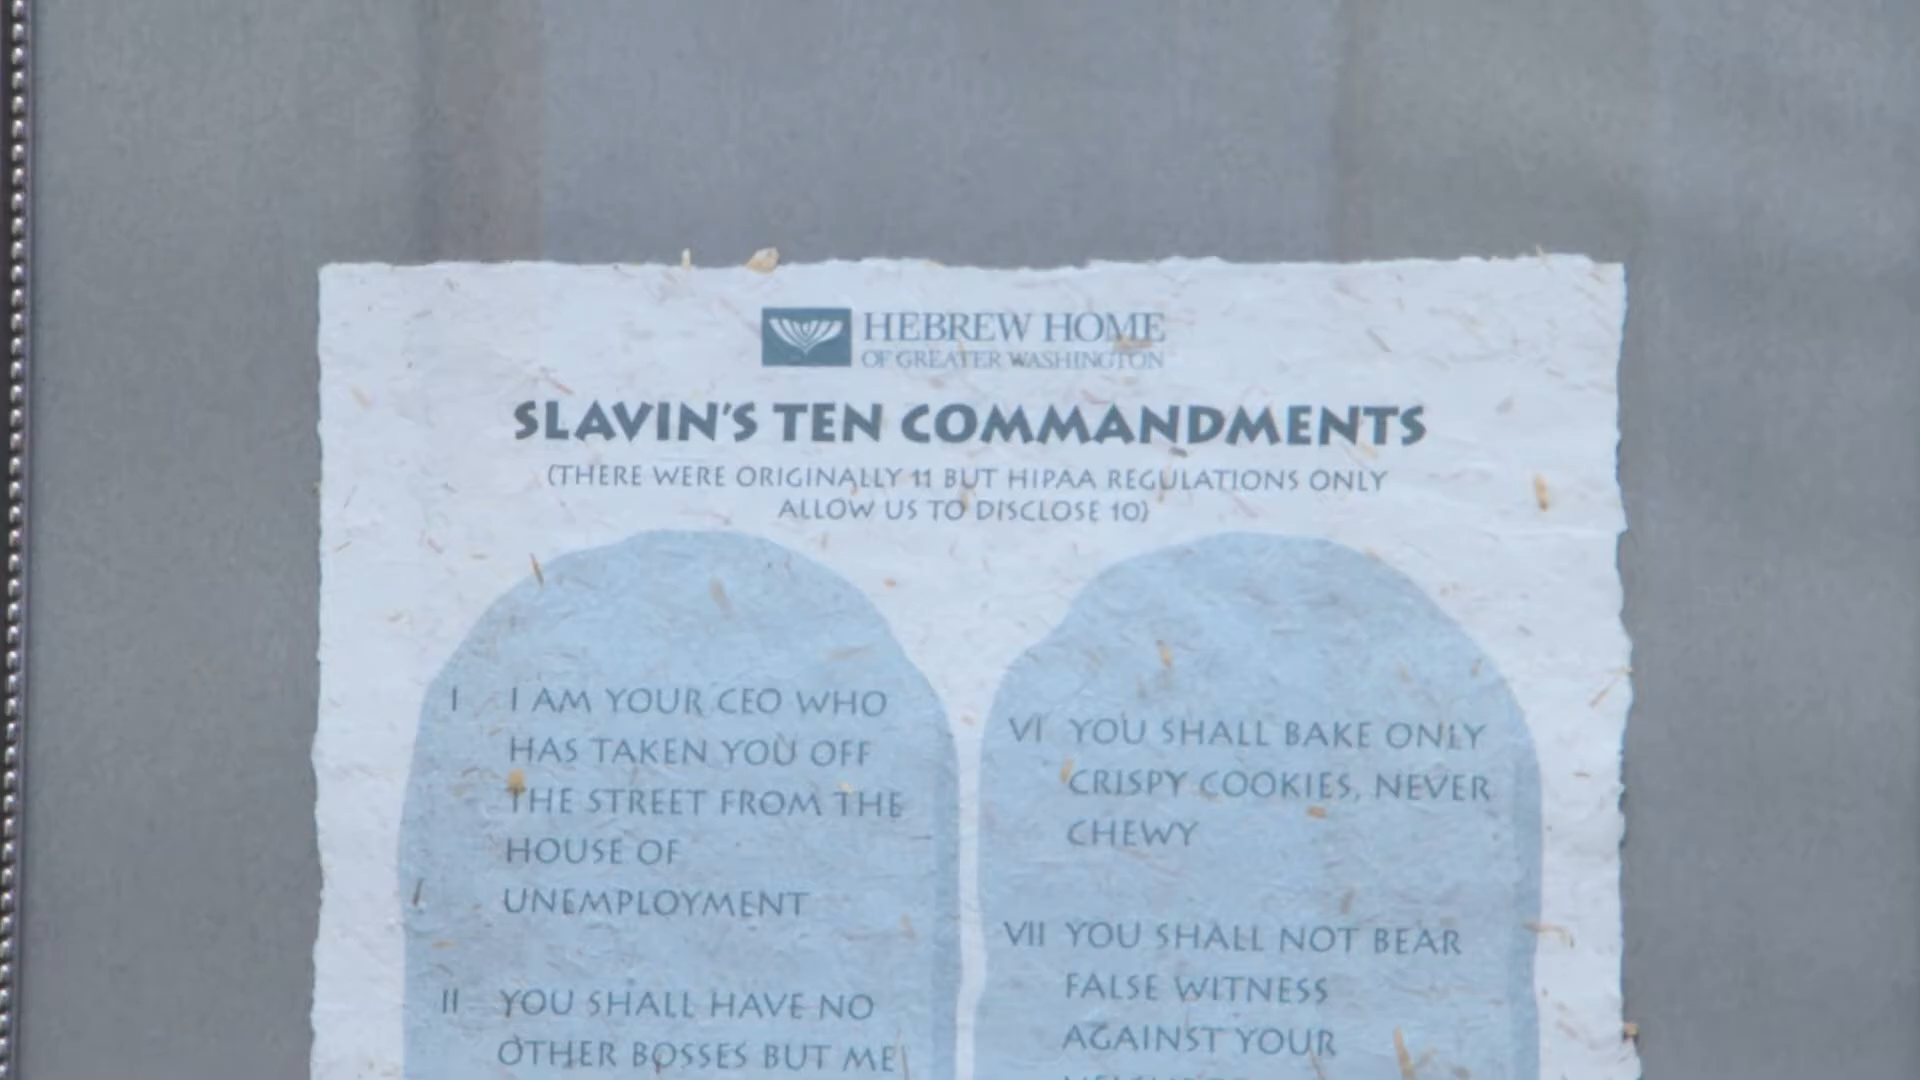 HEBREW HOME
OF GREATER WASHINGTON
SLAVIN'S TEN COMMANDMENTS
(THERE WERE ORIGINALLY 11 BUT HIPAA REGULATIONS ONLY
ALLOW US TO DISCLOSE 10)
I I AM YOUR CEO WHO
HAS TAKEN YOU OFF
THE STREET FROM THE
HOUSE OF
UNEMPLOYMENT
II YOU SHALL HAVE NO
OTHER BOSSES BUT ME
VI YOU SHALL BAKE ONLY
CRISPY COOKIES, NEVER
CHEWY
VII YOU SHALL NOT BEAR
FALSE WITNESS
AGAINST YOUR